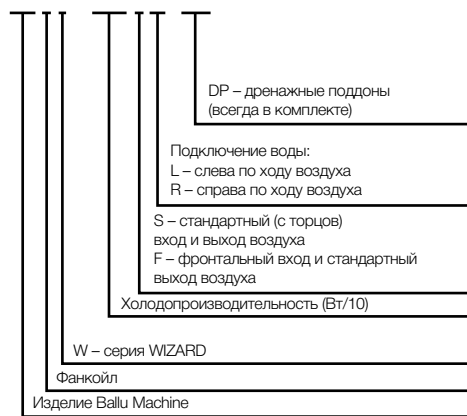 DP – дренажные поддоны
(всегда в комплекте)
Подключение воды:
L – слева по ходу воздуха
R – справа по ходу воздуха
S – стандартный (с торцов)
вход и выход воздуха
F – фронтальный вход и стандартный
выход воздуха
Холодопроизводительность (Вт/10)
W – серия WIZARD
Фанкойл
Изделие Ballu Machine